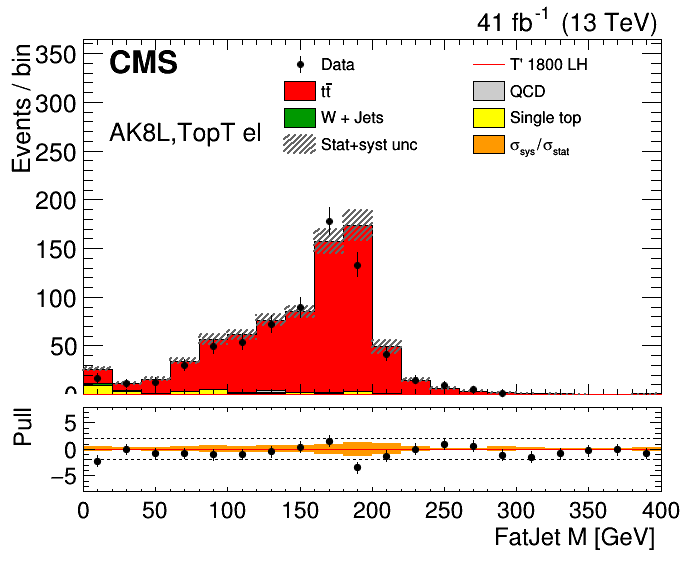 41 fb⁻¹ (13 TeV)
CMS
AK8L,TopT el
Data
tt̄
W + Jets
Stat+syst unc
T' 1800 LH
QCD
Single top
σsys/σstat
Events / bin
350
300
250
200
150
100
50
0
Pull
5
0
−5
0 50 100 150 200 250 300 350 400
FatJet M [GeV]